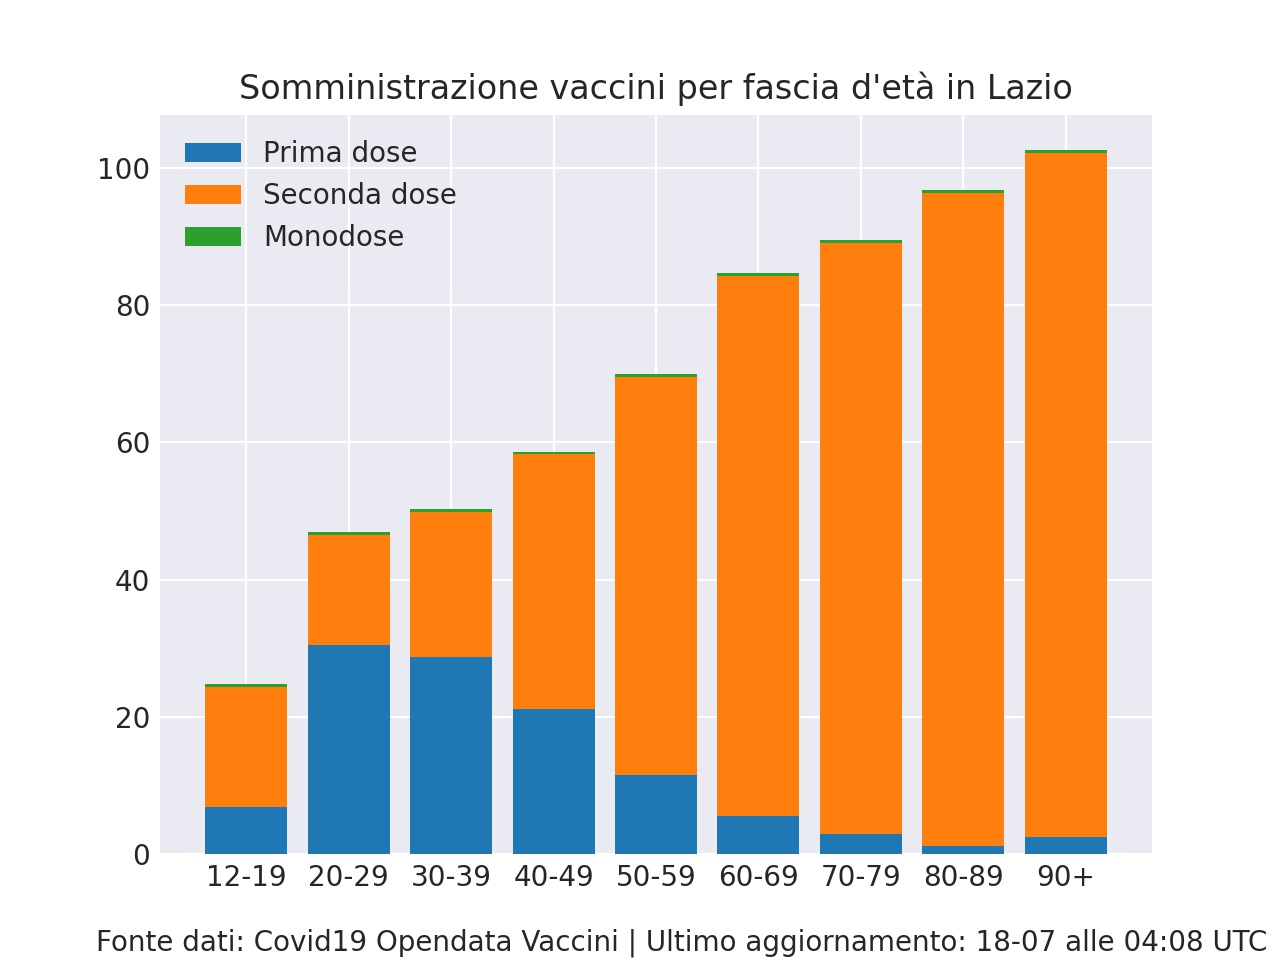 Somministrazione vaccini per fascia d'età in Lazio
Prima dose
Seconda dose
Monodose
100
80
60
40
20
0
12-19 20-29 30-39 40-49 50-59 60-69 70-79 80-89 90+
Fonte dati: Covid19 Opendata Vaccini | Ultimo aggiornamento: 18-07 alle 04:08 UTC